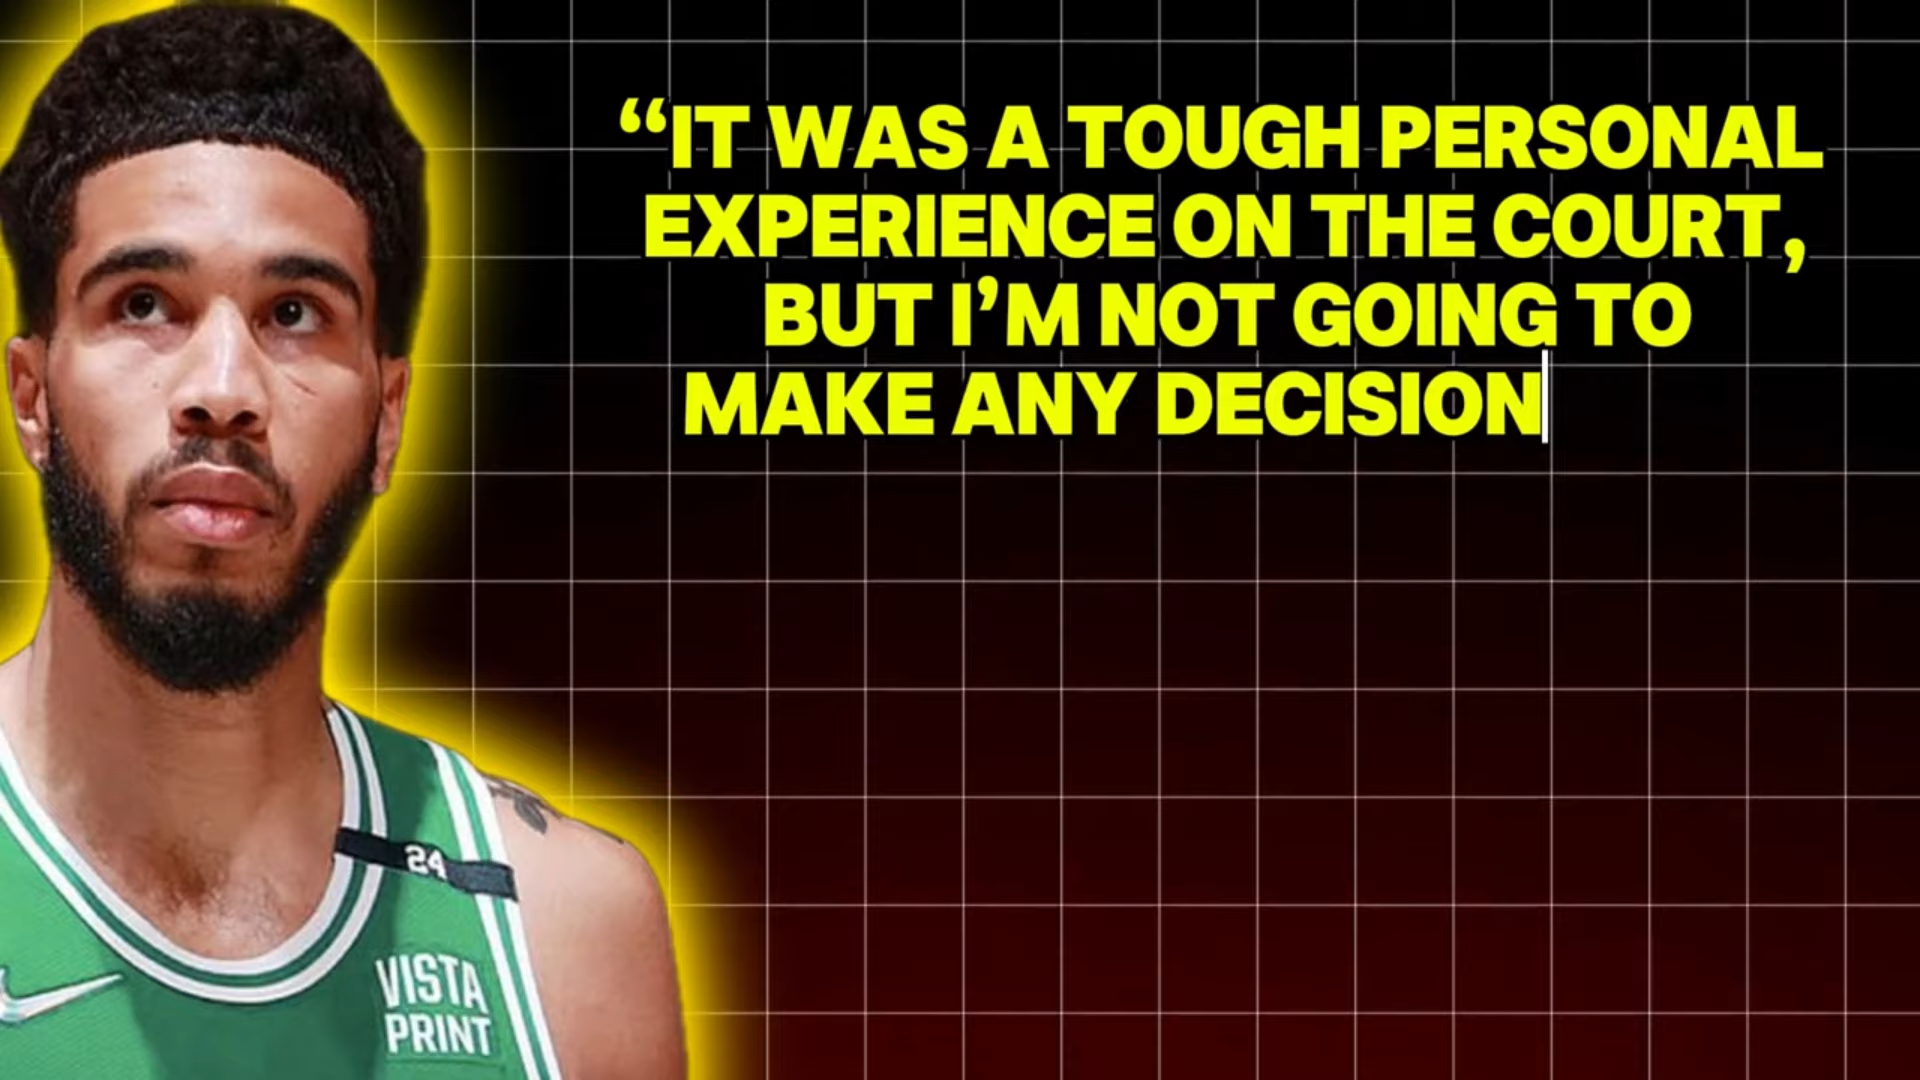 “IT WAS A TOUGH PERSONAL
EXPERIENCE ON THE COURT,
BUT I’M NOT GOING TO
MAKE ANY DECISION
24
VISTA
PRINT